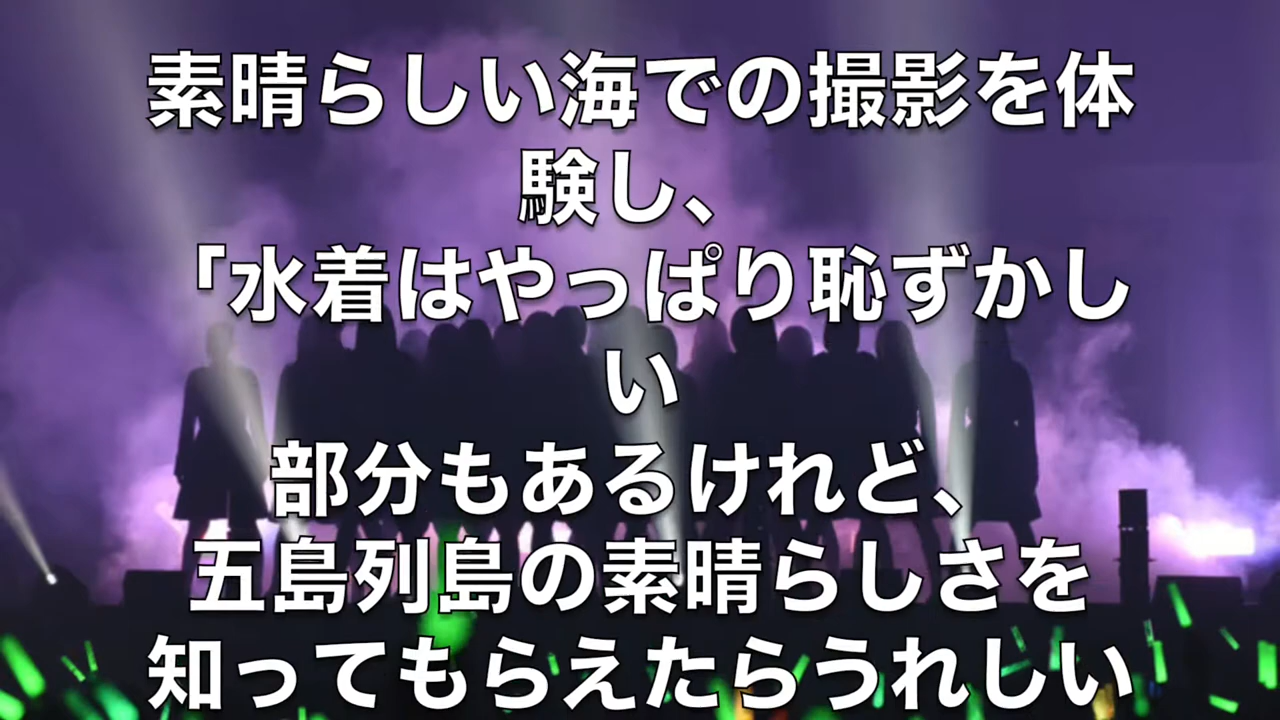 素晴らしい海での撮影を体
験し、
「水着はやっぱり恥ずかし
い
部分もあるけれど、
五島列島の素晴らしさを
知ってもらえたらうれしい